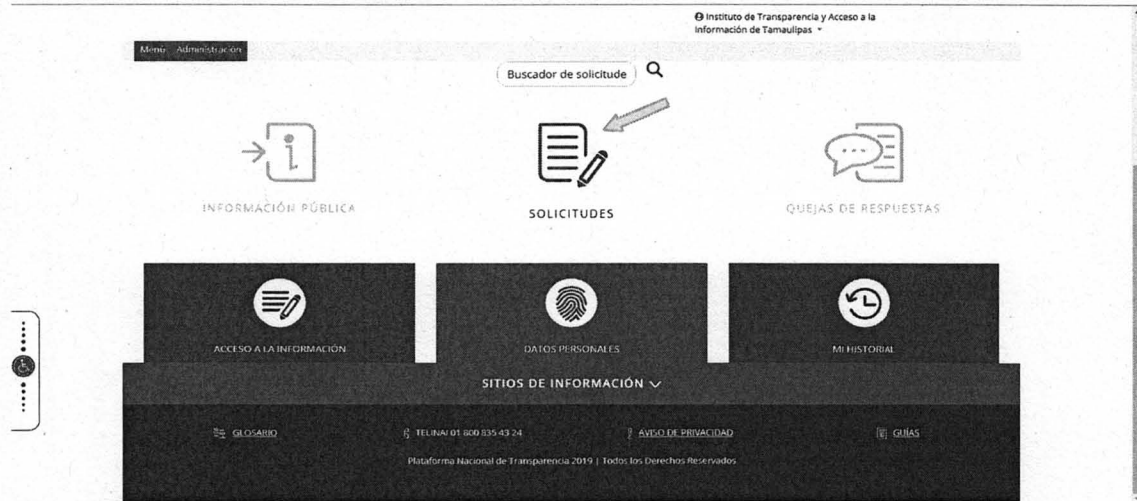 Instituto de Transparencia y Acceso a la
Información de Tamaulipas
Menú Administración
Buscador de solicitude
INFORMACIÓN PÚBLICA
SOLICITUDES
QUEJAS DE RESPUESTAS
ACCESO A LA INFORMACIÓN
DATOS PERSONALES
MI HISTORIAL
SITIOS DE INFORMACIÓN
GLOSARIO
TELINAI 01 800 835 43 24
AVISO DE PRIVACIDAD
GUÍAS
Plataforma Nacional de Transparencia 2019 | Todos los Derechos Reservados